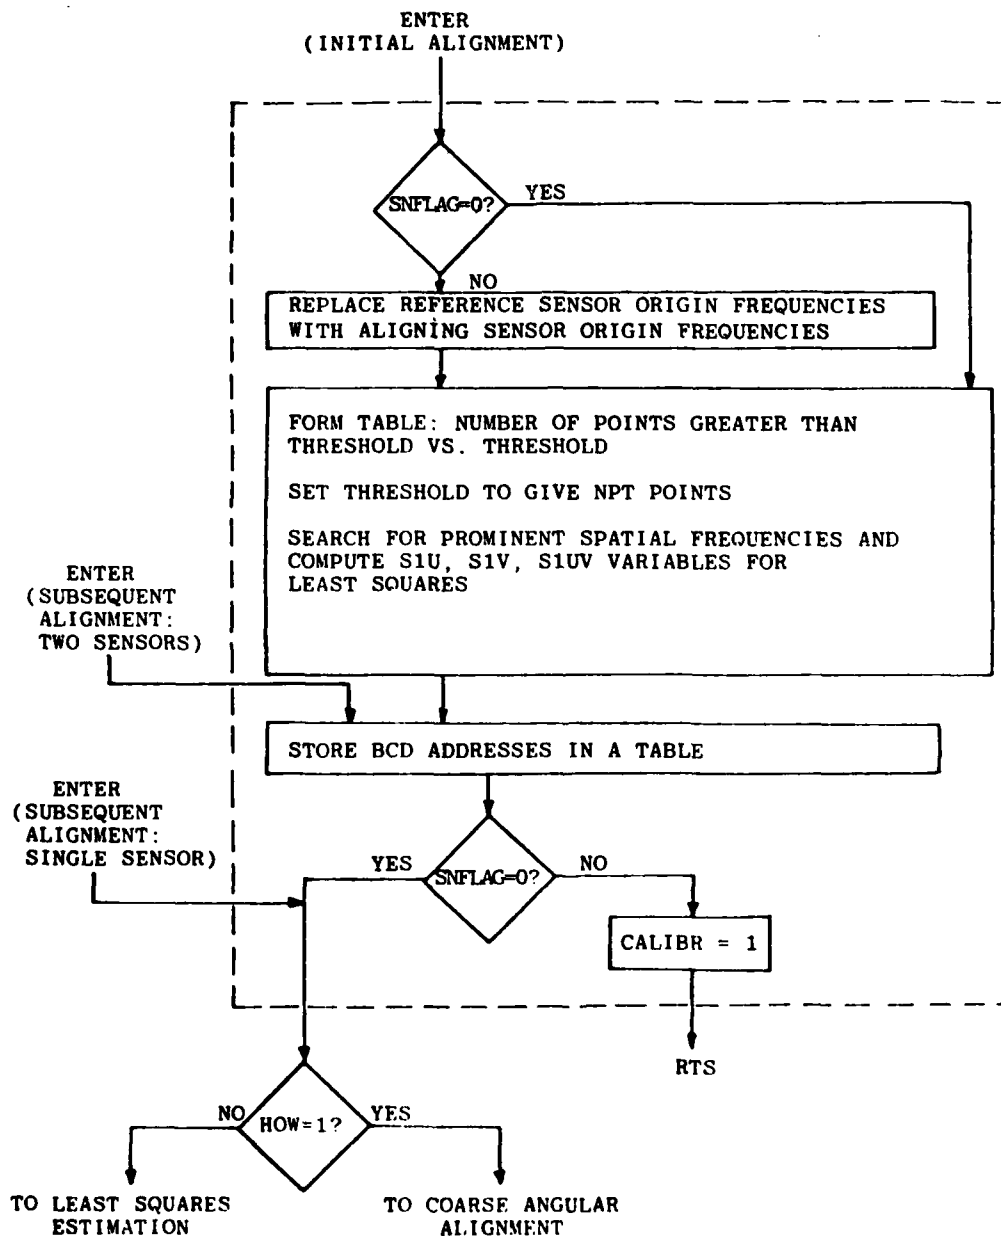 ENTER
(INITIAL ALIGNMENT)
SNFLAG=0?
YES
NO
REPLACE REFERENCE SENSOR ORIGIN FREQUENCIES
WITH ALIGNING SENSOR ORIGIN FREQUENCIES
FORM TABLE: NUMBER OF POINTS GREATER THAN
THRESHOLD VS. THRESHOLD
SET THRESHOLD TO GIVE NPT POINTS
SEARCH FOR PROMINENT SPATIAL FREQUENCIES AND
COMPUTE S1U, S1V, S1UV VARIABLES FOR
LEAST SQUARES
ENTER
(SUBSEQUENT
ALIGNMENT:
TWO SENSORS)
STORE BCD ADDRESSES IN A TABLE
ENTER
(SUBSEQUENT
ALIGNMENT:
SINGLE SENSOR)
YES
SNFLAG=0?
NO
CALIBR = 1
RTS
NO
HOW=1?
YES
TO LEAST SQUARES
ESTIMATION
TO COARSE ANGULAR
ALIGNMENT